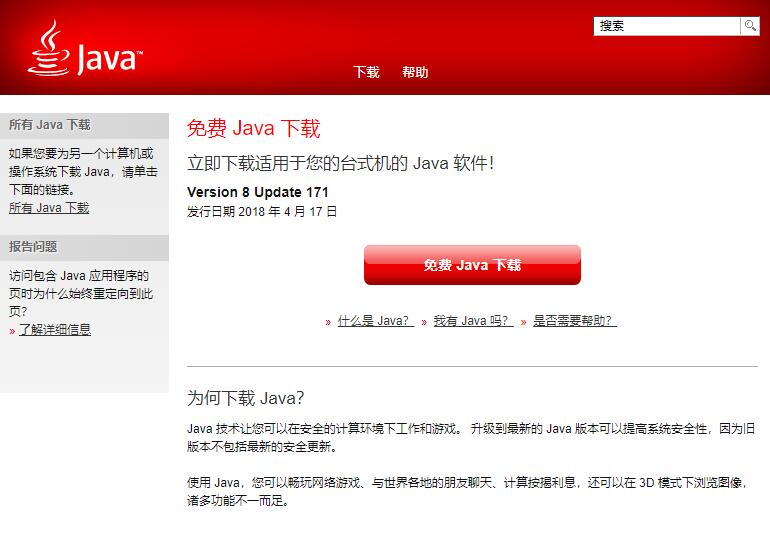 Java™
搜索
下载 帮助
所有 Java 下载
如果您要为另一个计算机或
操作系统下载 Java，请单击
下面的链接。
所有 Java 下载
报告问题
访问包含 Java 应用程序的
页时为什么始终重定向到此
页？
» 了解详细信息
免费 Java 下载
立即下载适用于您的台式机的 Java 软件！
Version 8 Update 171
发行日期 2018 年 4 月 17 日
免费 Java 下载
» 什么是 Java？ » 我有 Java 吗？ » 是否需要帮助？
为何下载 Java？
Java 技术让您可以在安全的计算环境下工作和游戏。 升级到最新的 Java 版本可以提高系统安全性，因为旧
版本不包括最新的安全更新。
使用 Java，您可以畅玩网络游戏、与世界各地的朋友聊天、计算按揭利息，还可以在 3D 模式下浏览图像，
诸多功能不一而足。